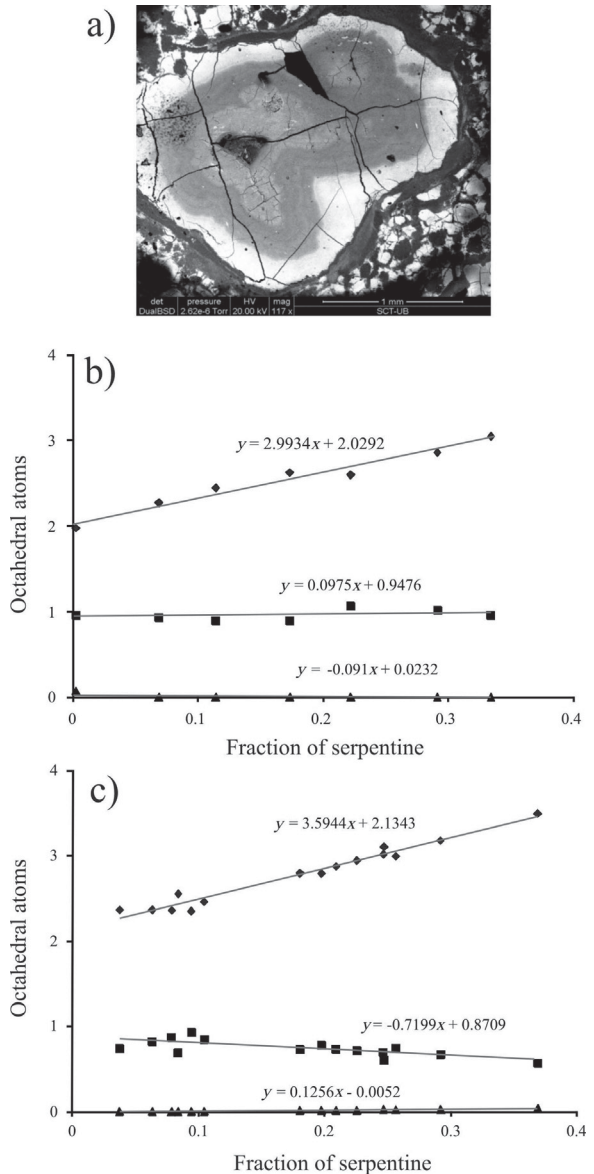 a)
det pressure HV mag 1 mm
DualBSD 2.62e-6 Torr 20.00 kV 117 x SCT-UB
b)
4
y = 2.9934x + 2.0292
3
2
y = 0.0975x + 0.9476
1
y = -0.091x + 0.0232
0
0 0.1 0.2 0.3 0.4
Octahedral atoms
Fraction of serpentine
c)
4
y = 3.5944x + 2.1343
3
2
y = -0.7199x + 0.8709
1
y = 0.1256x - 0.0052
0
0 0.1 0.2 0.3 0.4
Octahedral atoms
Fraction of serpentine